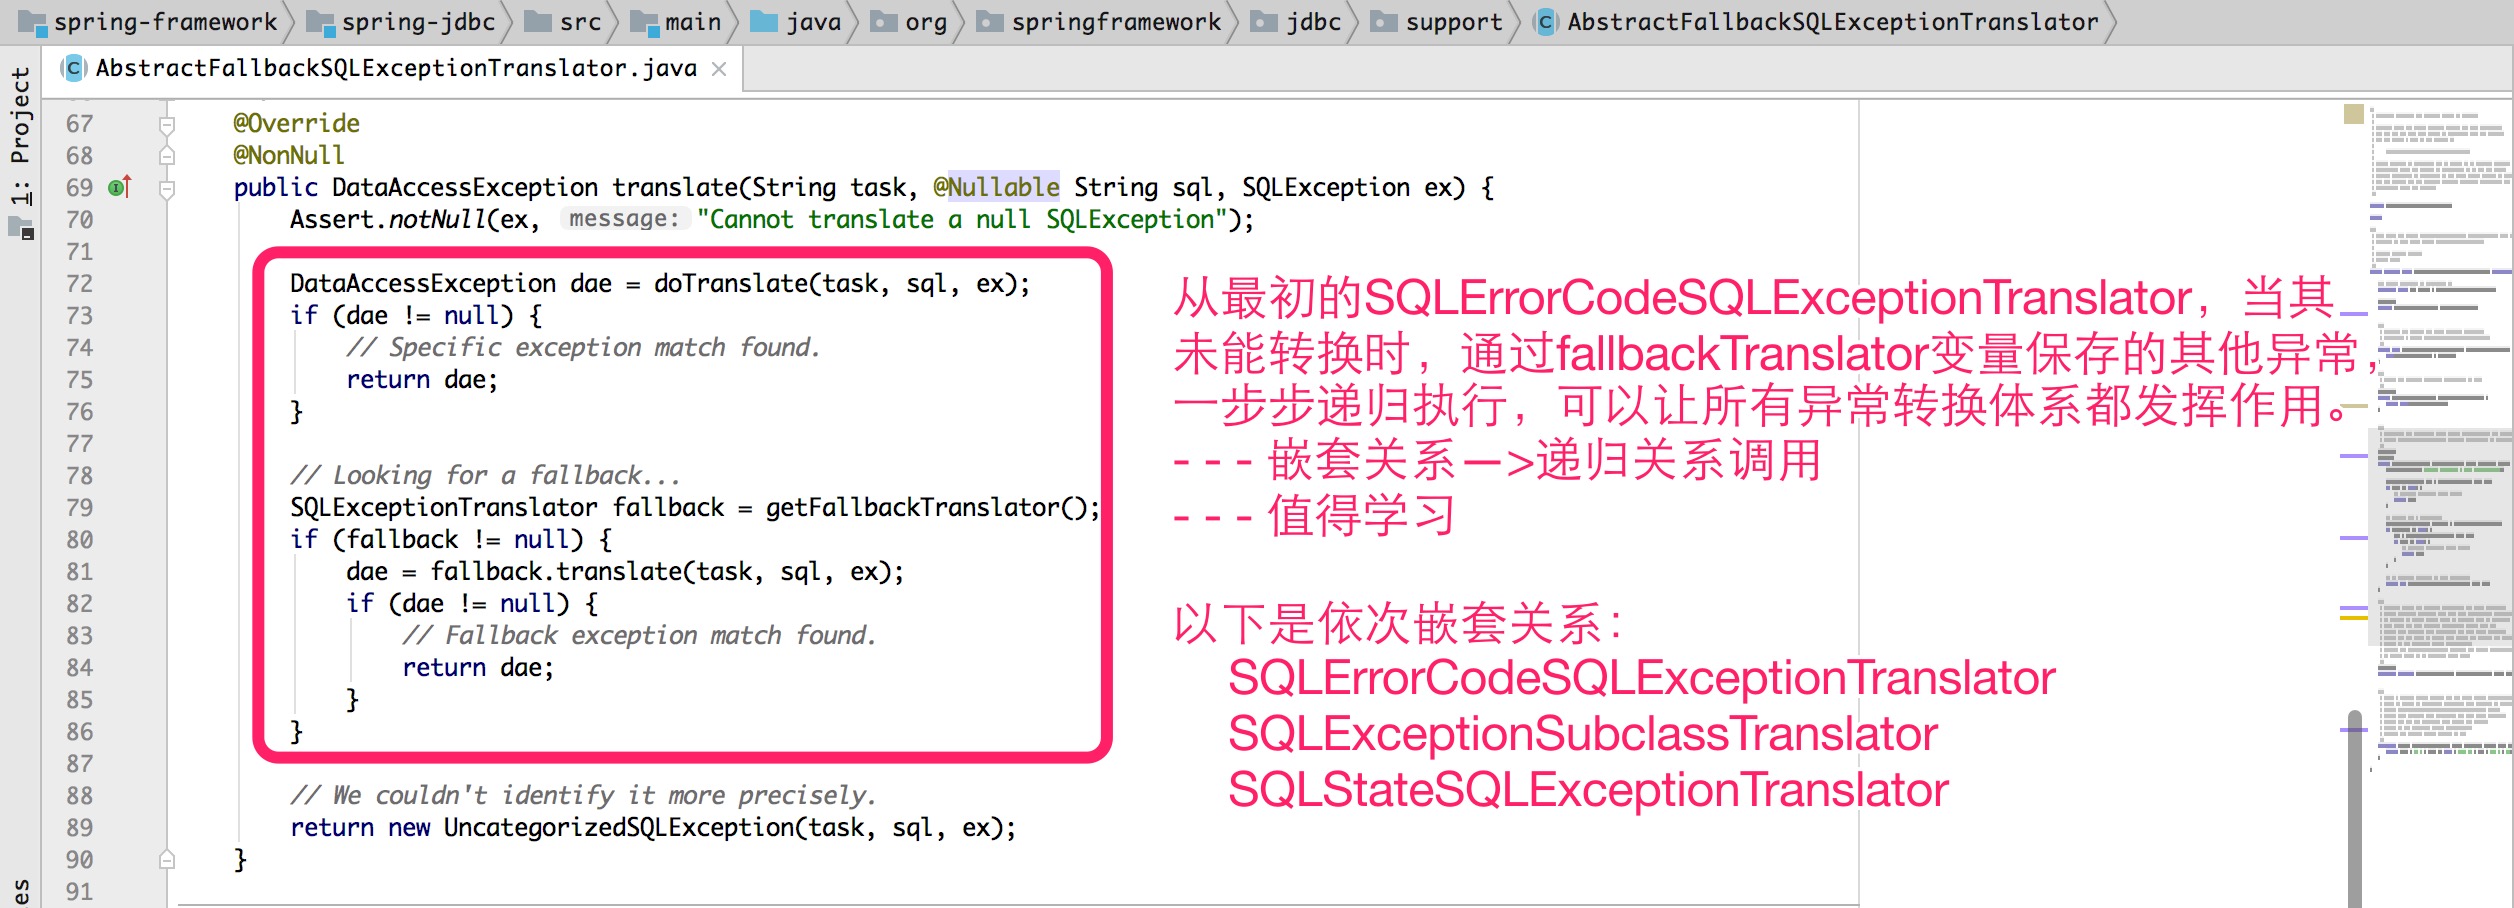 spring-framework spring-jdbc src main java org springframework jdbc support AbstractFallbackSQLExceptionTranslator
AbstractFallbackSQLExceptionTranslator.java
1: Project
67 @Override
68 @NonNull
69 public DataAccessException translate(String task, @Nullable String sql, SQLException ex) {
70 Assert.notNull(ex, message: "Cannot translate a null SQLException");
71
72 DataAccessException dae = doTranslate(task, sql, ex);
73 if (dae != null) {
74 // Specific exception match found.
75 return dae;
76 }
77
78 // Looking for a fallback...
79 SQLExceptionTranslator fallback = getFallbackTranslator();
80 if (fallback != null) {
81 dae = fallback.translate(task, sql, ex);
82 if (dae != null) {
83 // Fallback exception match found.
84 return dae;
85 }
86 }
87
88 // We couldn't identify it more precisely.
89 return new UncategorizedSQLException(task, sql, ex);
90 }
91
从最初的SQLErrorCodeSQLExceptionTranslator，当其
未能转换时，通过fallbackTranslator变量保存的其他异常，
一步步递归执行，可以让所有异常转换体系都发挥作用。
--- 嵌套关系—>递归关系调用
--- 值得学习
以下是依次嵌套关系：
SQLErrorCodeSQLExceptionTranslator
SQLExceptionSubclassTranslator
SQLStateSQLExceptionTranslator